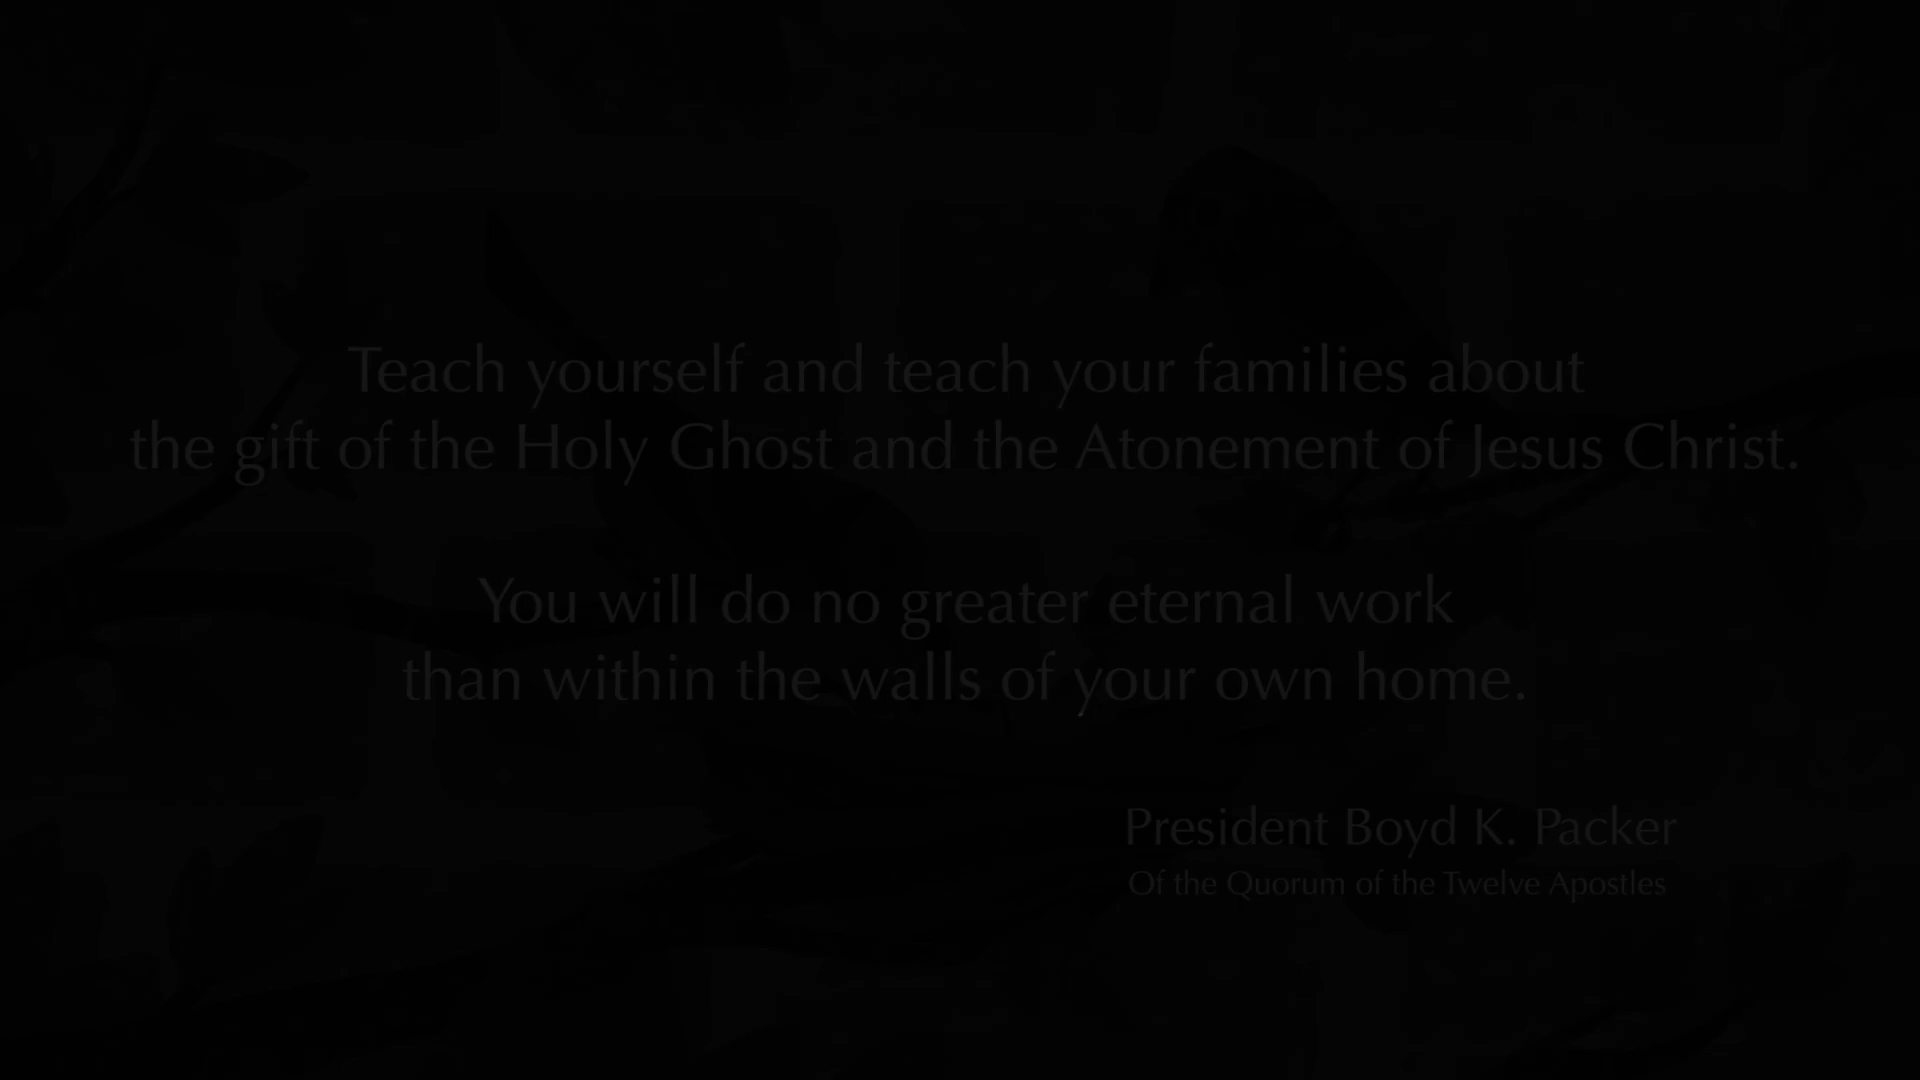 Teach yourself and teach your families about
the gift of the Holy Ghost and the Atonement of Jesus Christ.
You will do no greater eternal work
than within the walls of your own home.
President Boyd K. Packer
Of the Quorum of the Twelve Apostles